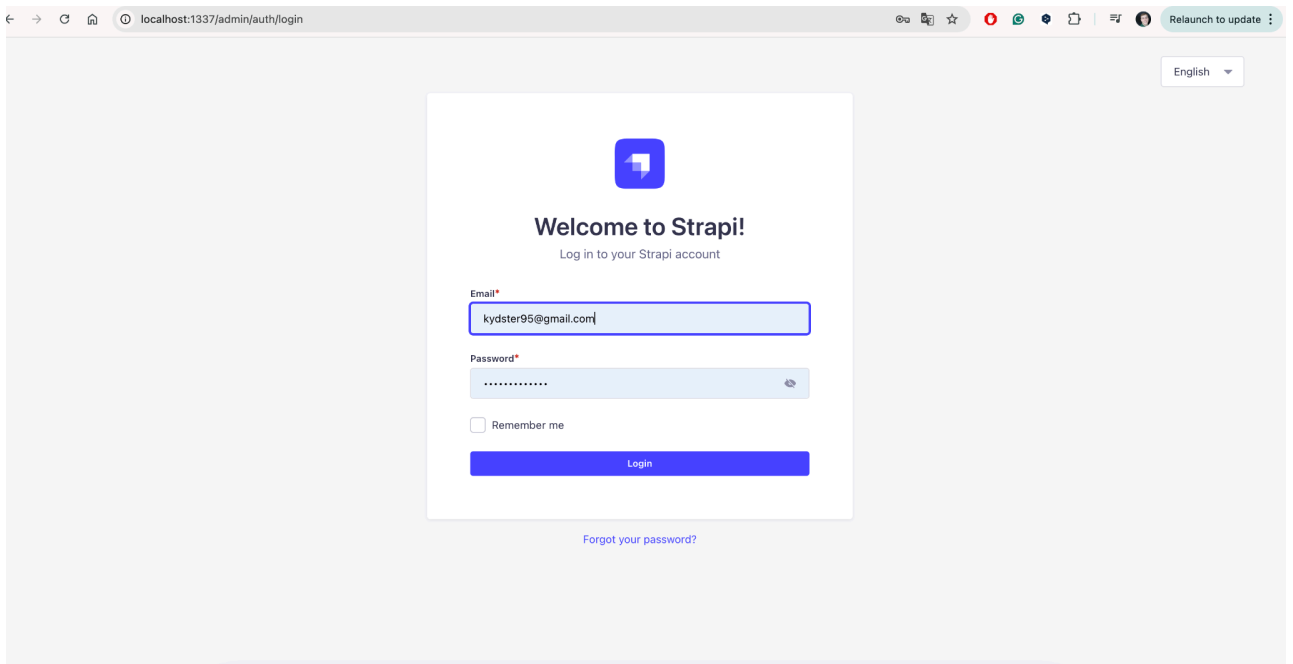 localhost:1337/admin/auth/login
Relaunch to update
English
Welcome to Strapi!
Log in to your Strapi account
Email*
kydster95@gmail.com
Password*
•••••••••••••
Remember me
Login
Forgot your password?